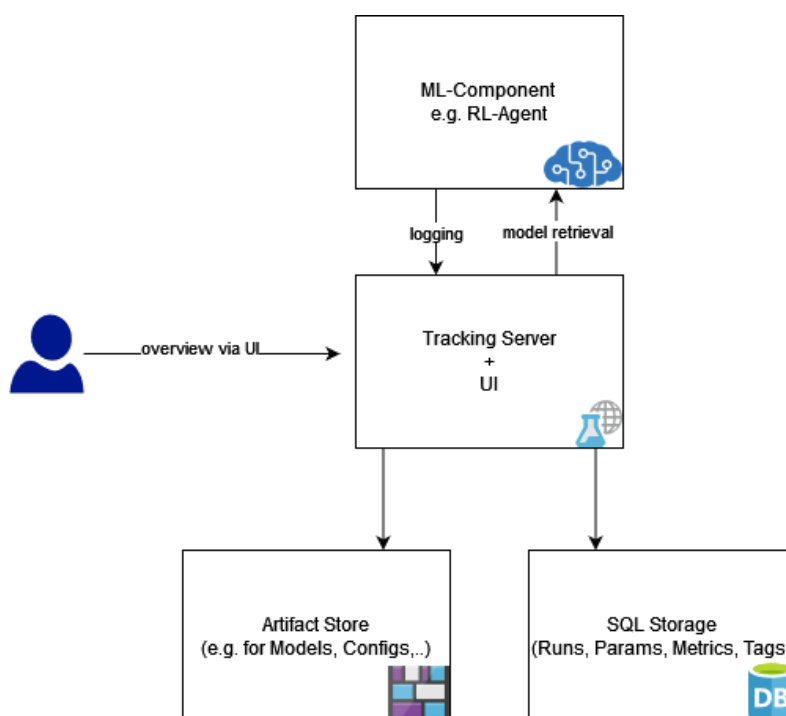 ML-Component
e.g. RL-Agent
logging
model retrieval
overview via UI
Tracking Server
+
UI
Artifact Store
(e.g. for Models, Configs,..)
SQL Storage
(Runs, Params, Metrics, Tags
DB